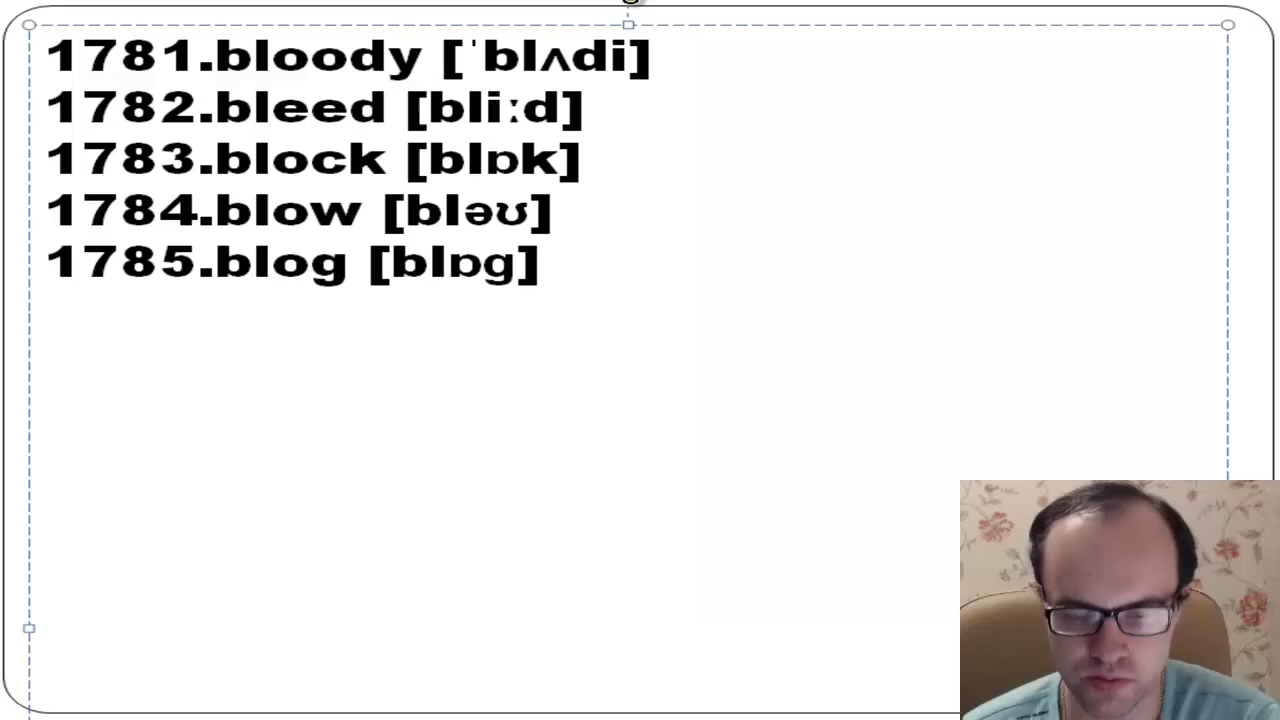 1781.bloody [ˈblʌdi]
1782.bleed [bliːd]
1783.block [blɒk]
1784.blow [bləʊ]
1785.blog [blɒg]